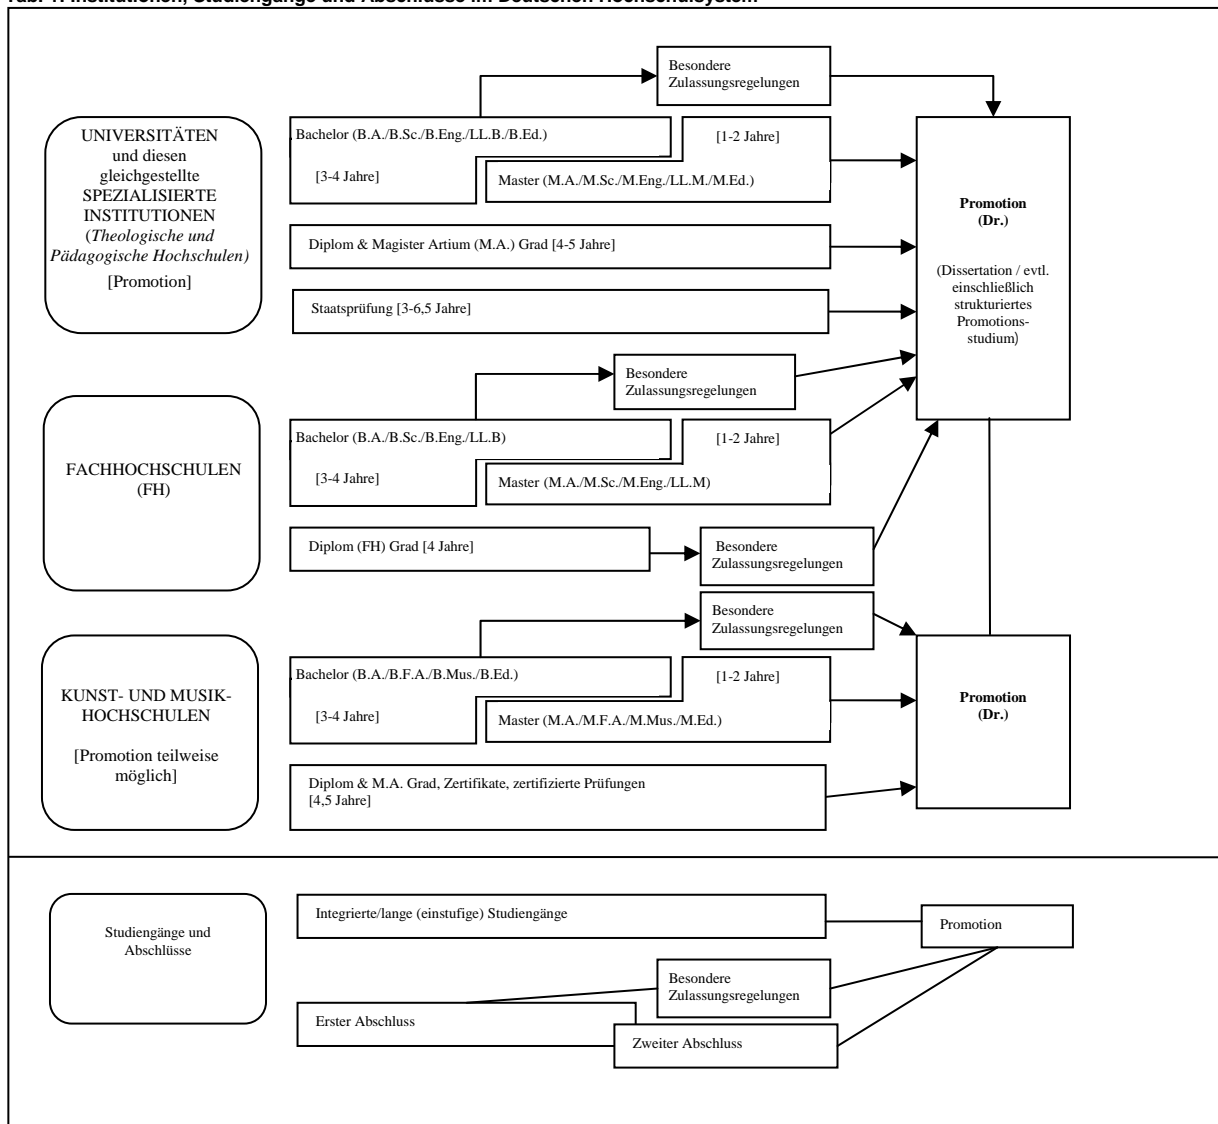 Tab. 1: Institutionen, Studiengänge und Abschlüsse im Deutschen Hochschulsystem
Besondere
Zulassungsregelungen
UNIVERSITÄTEN
und diesen
gleichgestellte
SPEZIALISIERTE
INSTITUTIONEN
(Theologische und
Pädagogische Hochschulen)
[Promotion]
Bachelor (B.A./B.Sc./B.Eng./LL.B./B.Ed.)
[3-4 Jahre]
[1-2 Jahre]
Master (M.A./M.Sc./M.Eng./LL.M./M.Ed.)
Diplom & Magister Artium (M.A.) Grad [4-5 Jahre]
Staatsprüfung [3-6,5 Jahre]
Promotion
(Dr.)
(Dissertation / evtl.
einschließlich
strukturiertes
Promotions-
studium)
Besondere
Zulassungsregelungen
FACHHOCHSCHULEN
(FH)
Bachelor (B.A./B.Sc./B.Eng./LL.B)
[3-4 Jahre]
[1-2 Jahre]
Master (M.A./M.Sc./M.Eng./LL.M)
Diplom (FH) Grad [4 Jahre]
Besondere
Zulassungsregelungen
Besondere
Zulassungsregelungen
KUNST- UND MUSIK-
HOCHSCHULEN
[Promotion teilweise
möglich]
Bachelor (B.A./B.F.A./B.Mus./B.Ed.)
[3-4 Jahre]
[1-2 Jahre]
Master (M.A./M.F.A./M.Mus./M.Ed.)
Diplom & M.A. Grad, Zertifikate, zertifizierte Prüfungen
[4,5 Jahre]
Promotion
(Dr.)
Studiengänge und
Abschlüsse
Integrierte/lange (einstufige) Studiengänge
Promotion
Besondere
Zulassungsregelungen
Erster Abschluss
Zweiter Abschluss